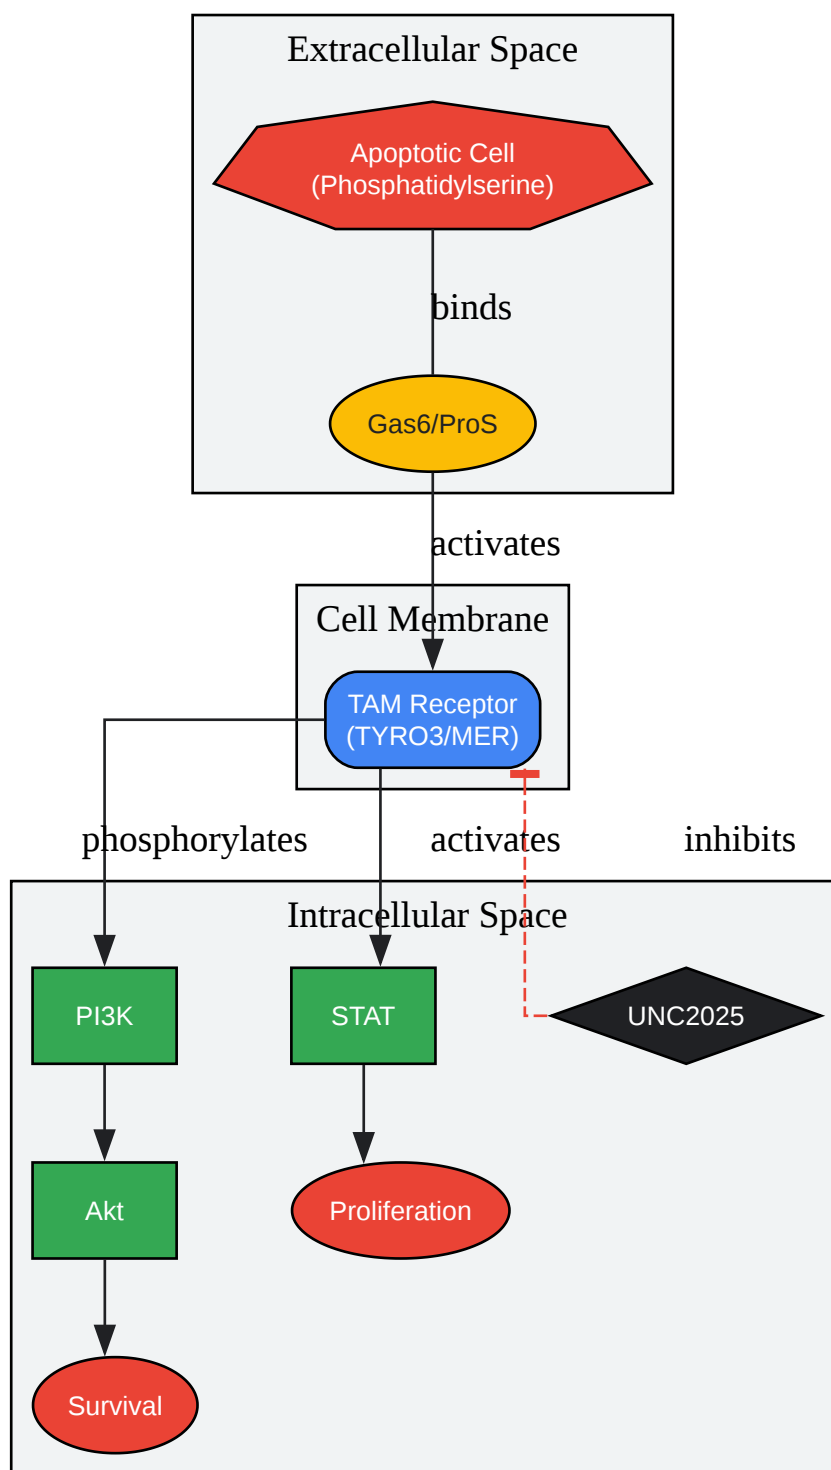 Extracellular Space
Apoptotic Cell
(Phosphatidylserine)
binds
Gas6/ProS
activates
Cell Membrane
TAM Receptor
(TYRO3/MER)
phosphorylates
activates
inhibits
Intracellular Space
PI3K
STAT
UNC2025
Akt
Proliferation
Survival